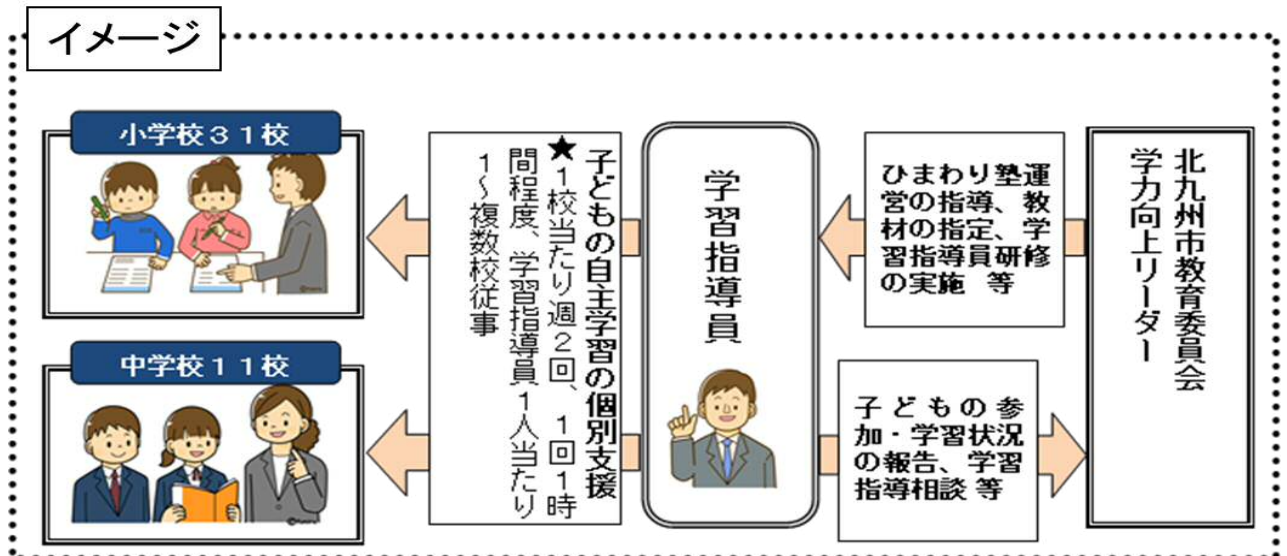 イメージ
小学校３１校
中学校１１校
子どもの自主学習の個別支援
★１校当たり週２回、１回１時
間程度、学習指導員１人当たり
１～複数校従事
学習指導員
ひまわり塾運
営の指導、教
材の指定、学
習指導員研修
の実施　等
子どもの参
加・学習状況
の報告、学習
指導相談 等
北九州市教育委員会
学力向上リーダー